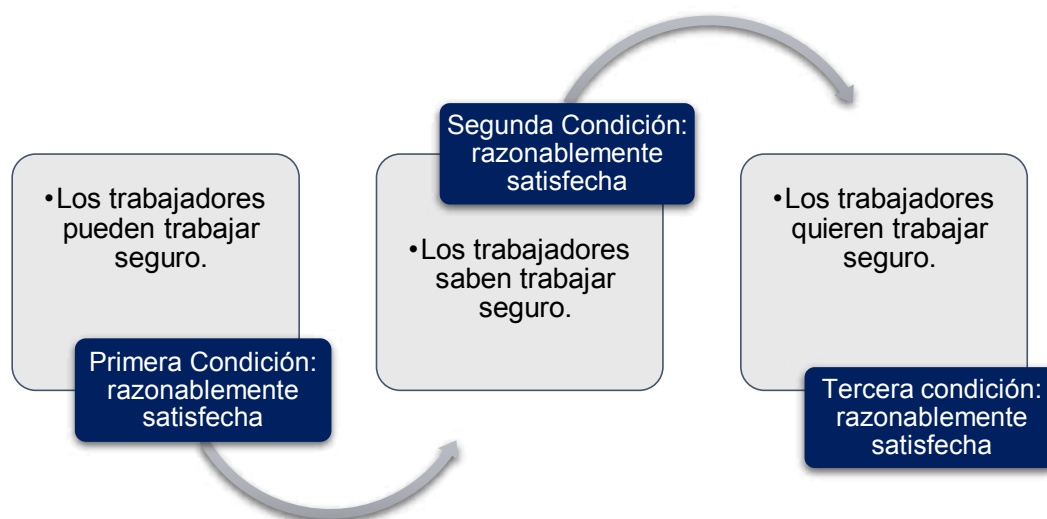 •Los trabajadores
pueden trabajar
seguro.
Primera Condición:
razonablemente
satisfecha
Segunda Condición:
razonablemente
satisfecha
•Los trabajadores
saben trabajar
seguro.
•Los trabajadores
quieren trabajar
seguro.
Tercera condición:
razonablemente
satisfecha